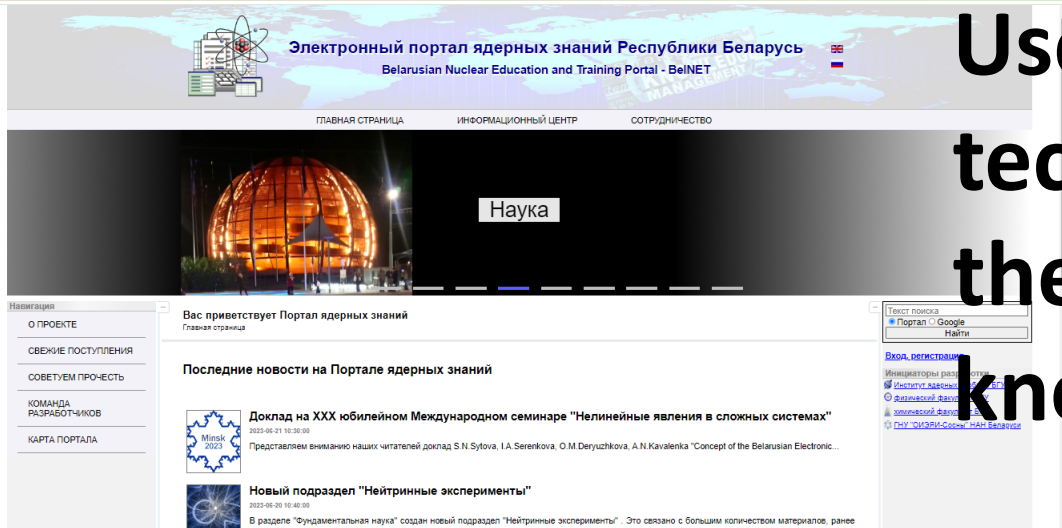 Электронный портал ядерных знаний Республики Беларусь
Belarusian Nuclear Education and Training Portal - BelNET
ГЛАВНАЯ СТРАНИЦА ИНФОРМАЦИОННЫЙ ЦЕНТР СОТРУДНИЧЕСТВО
Наука
Навигация
О ПРОЕКТЕ
СВЕЖИЕ ПОСТУПЛЕНИЯ
СОВЕТУЕМ ПРОЧЕСТЬ
КОМАНДА
РАЗРАБОТЧИКОВ
КАРТА ПОРТАЛА
Вас приветствует Портал ядерных знаний
Главная страница
Последние новости на Портале ядерных знаний
Minsk
2023
Доклад на XXX юбилейном Международном семинаре "Нелинейные явления в сложных системах"
2023-06-21 10:30:00
Представляем вниманию наших читателей доклад S.N.Sytova, I.A.Serenkova, O.M.Deryuzhkova, A.N.Kavalenka "Concept of the Belarusian Electronic...
Новый подраздел "Нейтринные эксперименты"
2023-06-20 10:40:00
В разделе "Фундаментальная наука" создан новый подраздел "Нейтринные эксперименты" . Это связано с большим количеством материалов, ранее
Текст поиска
Портал Google
Найти
Вход, регистрация
Инициаторы
Институт ядерных
физический
химический
ГНУ "ОИЭЯИ-Сосны" НАН Беларуси
the